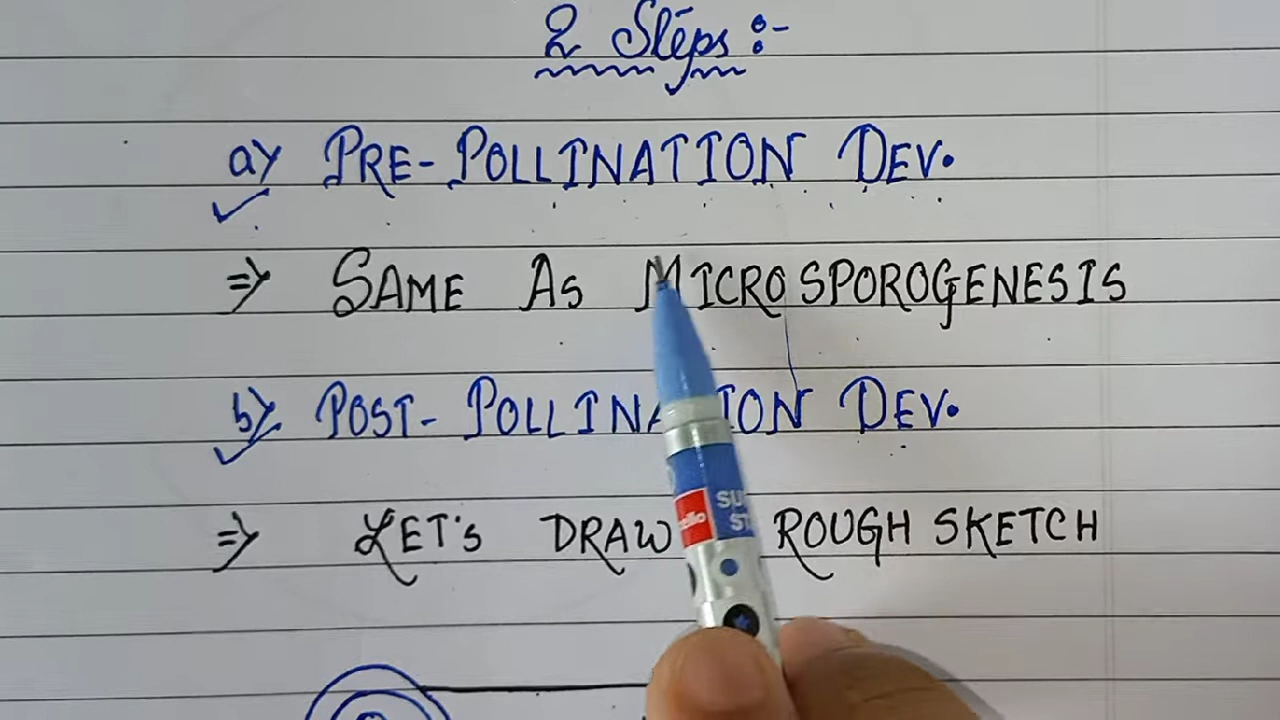 2 Steps :-
a) PRE-POLLINATION DEV.
⇒ SAME AS MICROSPOROGENESIS
b) POST-POLLINATION DEV.
⇒ LET's DRAW ROUGH SKETCH